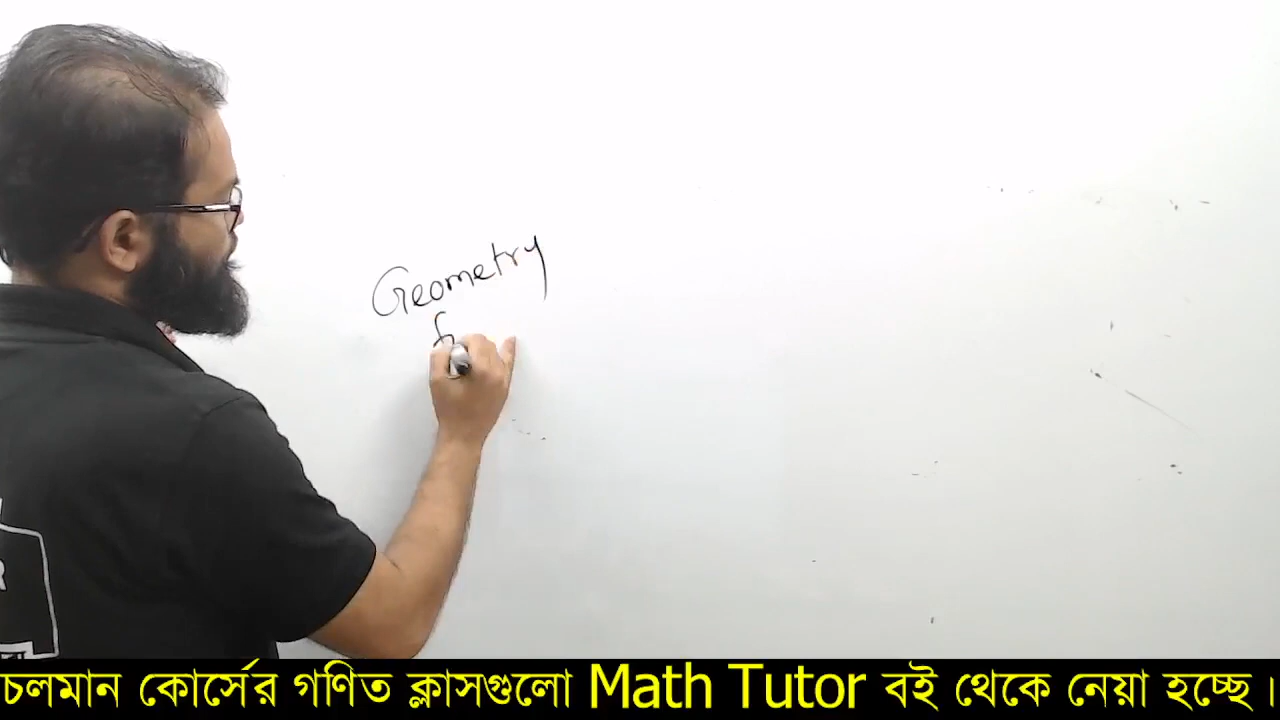 Geometry
চলমান কোর্সের গণিত ক্লাসগুলো Math Tutor বই থেকে নেয়া হচ্ছে।